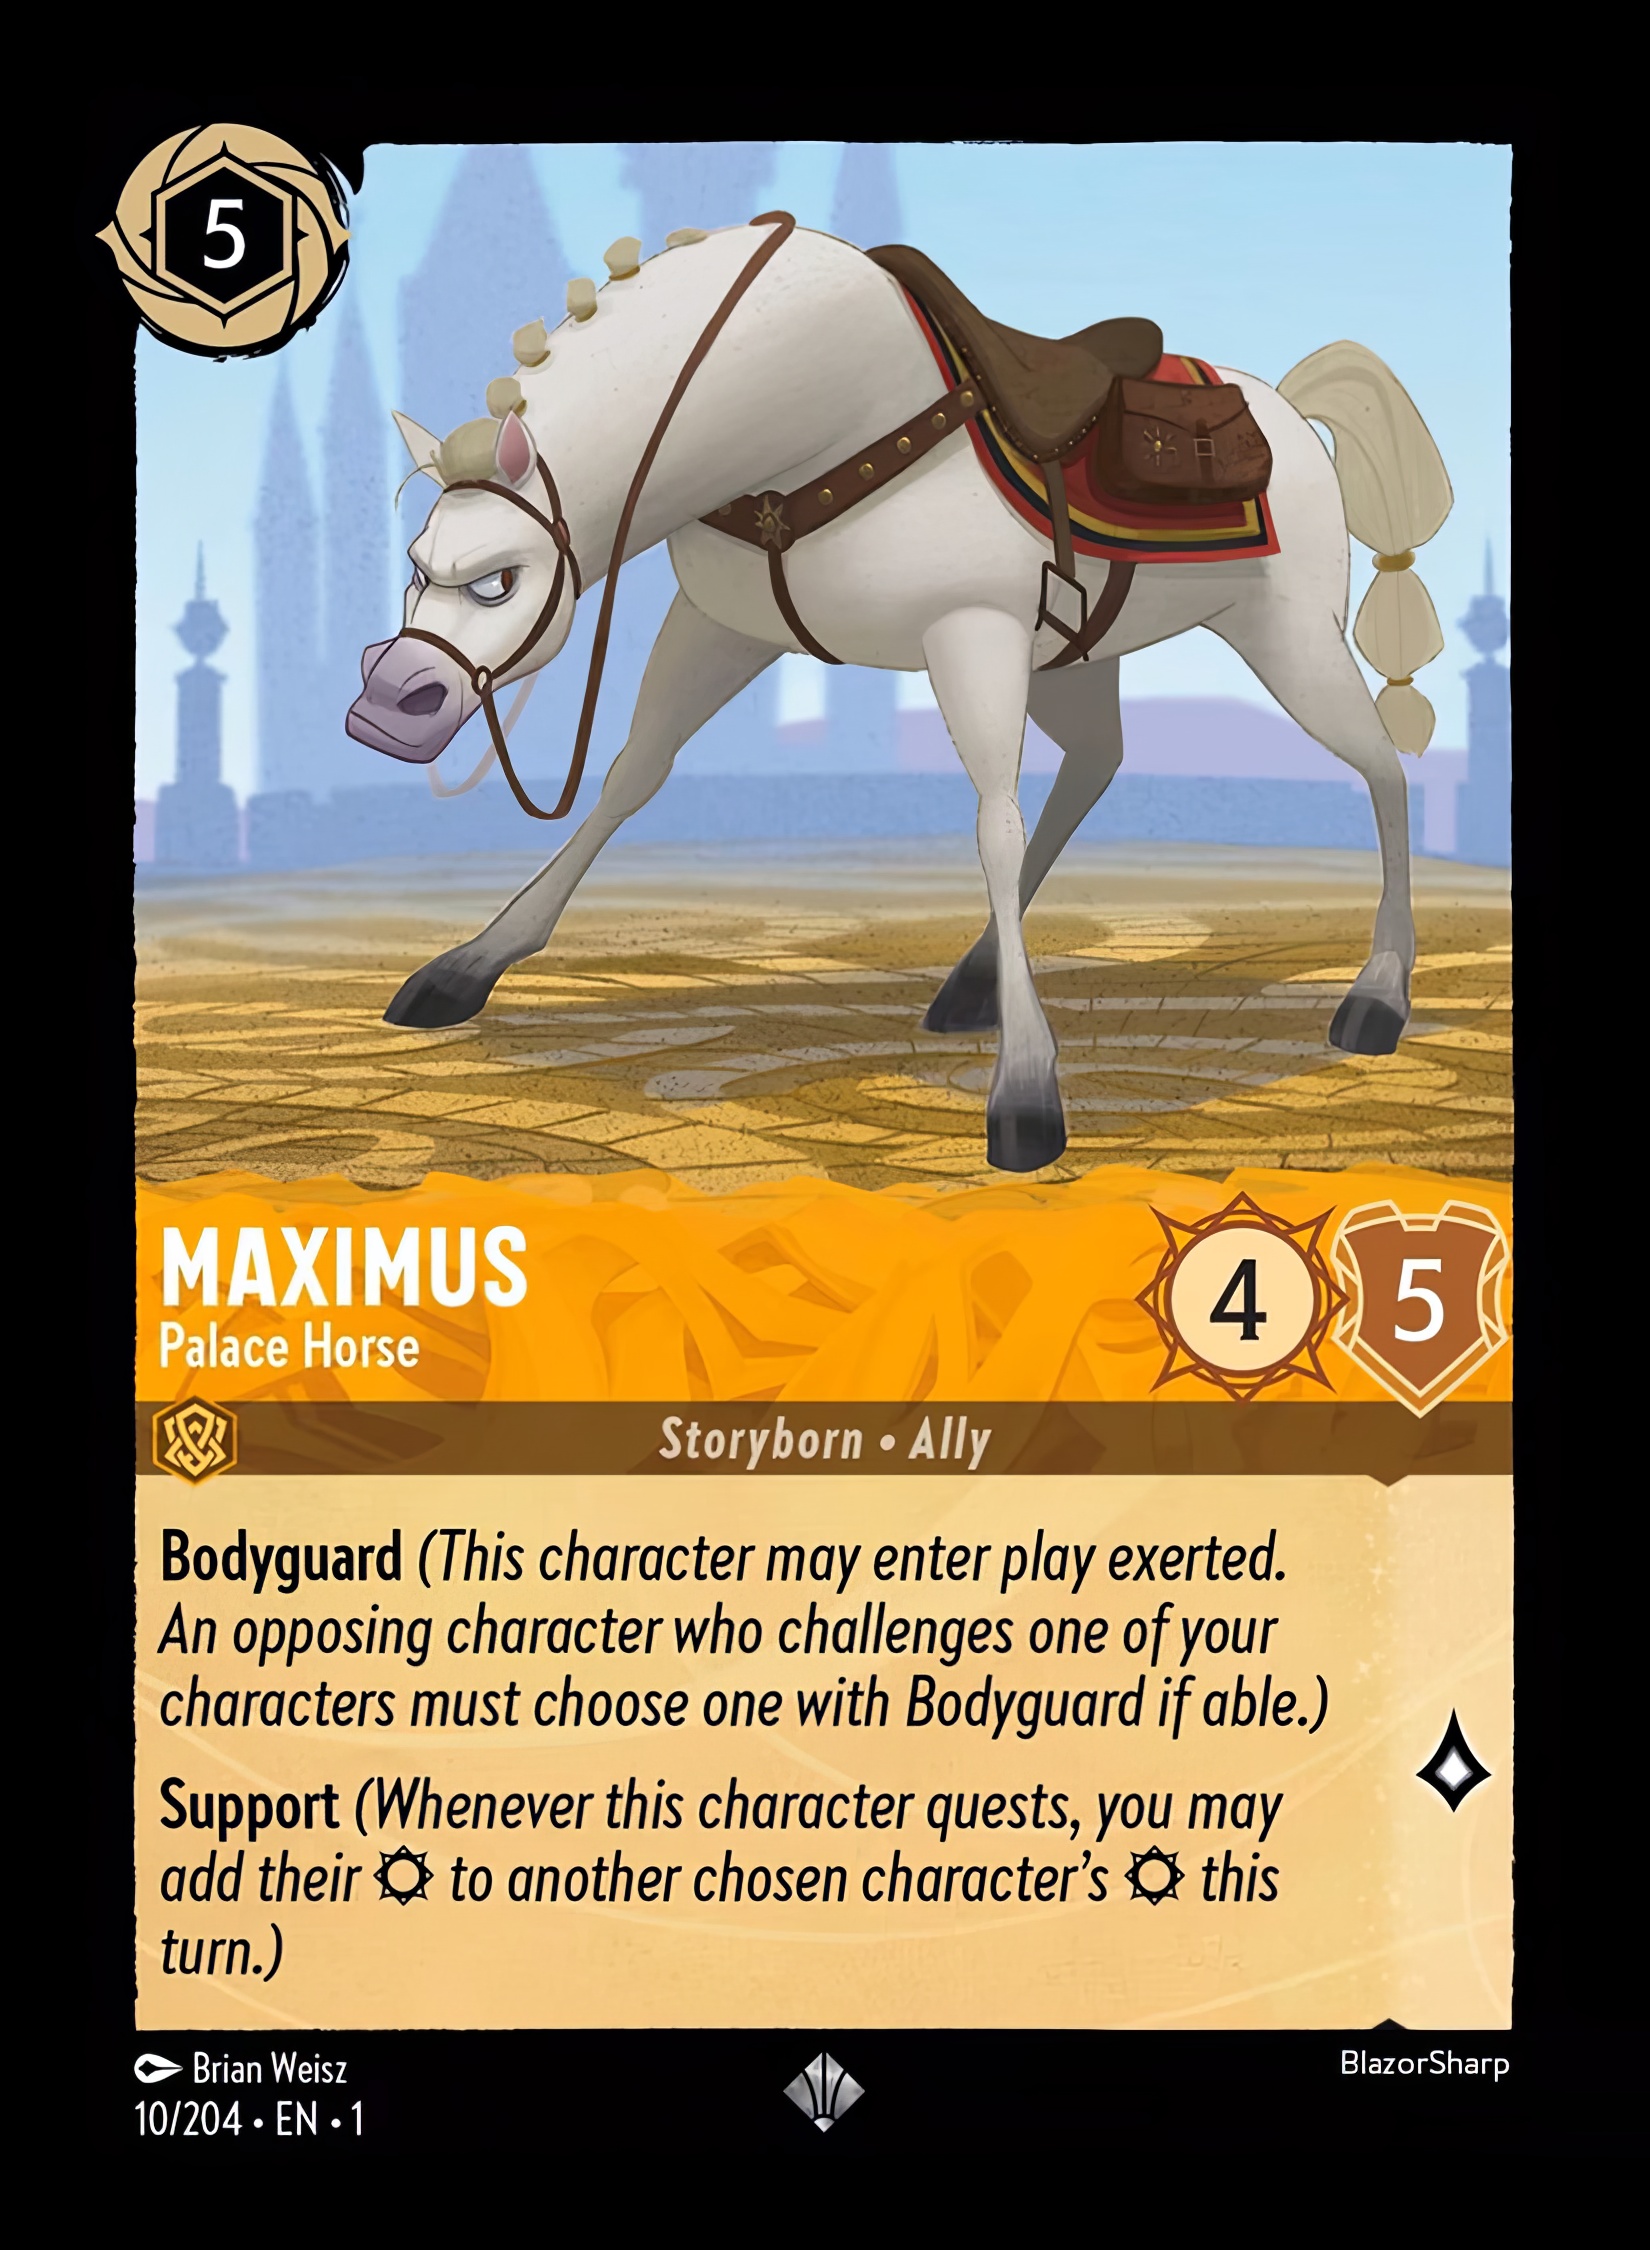 5
MAXIMUS
Palace Horse
4
5
Storyborn • Ally
Bodyguard (This character may enter play exerted.
An opposing character who challenges one of your
characters must choose one with Bodyguard if able.)
Support (Whenever this character quests, you may
add their to another chosen character’s this
turn.)
Brian Weisz
BlazorSharp
10/204 • EN • 1